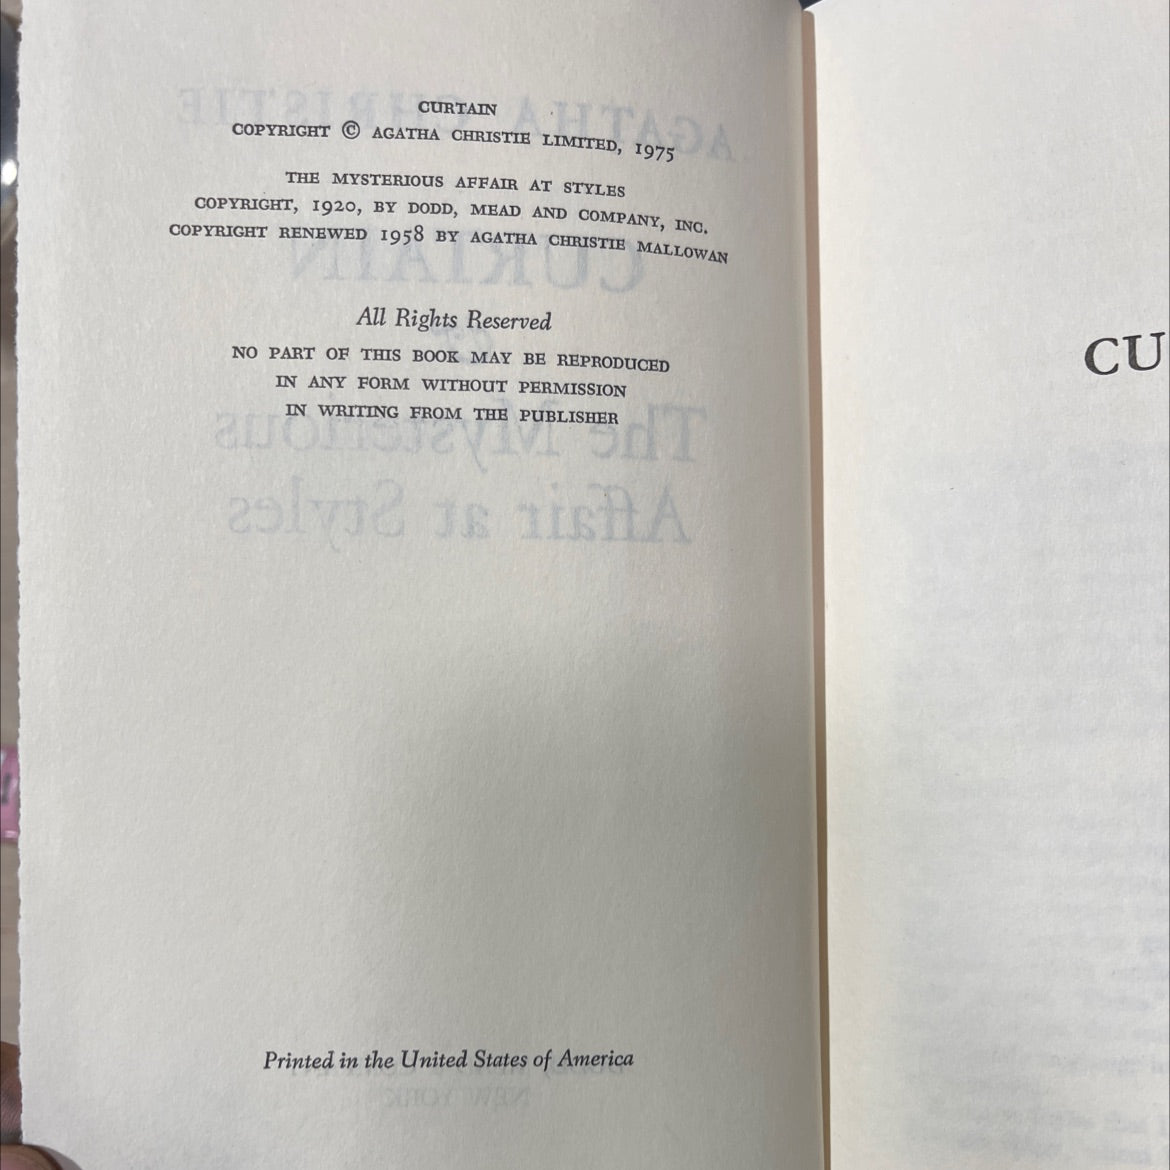 CURTAIN
COPYRIGHT © AGATHA CHRISTIE LIMITED, 1975
THE MYSTERIOUS AFFAIR AT STYLES
COPYRIGHT, 1920, BY DODD, MEAD AND COMPANY, INC.
COPYRIGHT RENEWED 1958 BY AGATHA CHRISTIE MALLOWAN
All Rights Reserved
NO PART OF THIS BOOK MAY BE REPRODUCED
IN ANY FORM WITHOUT PERMISSION
IN WRITING FROM THE PUBLISHER
Printed in the United States of America
CU